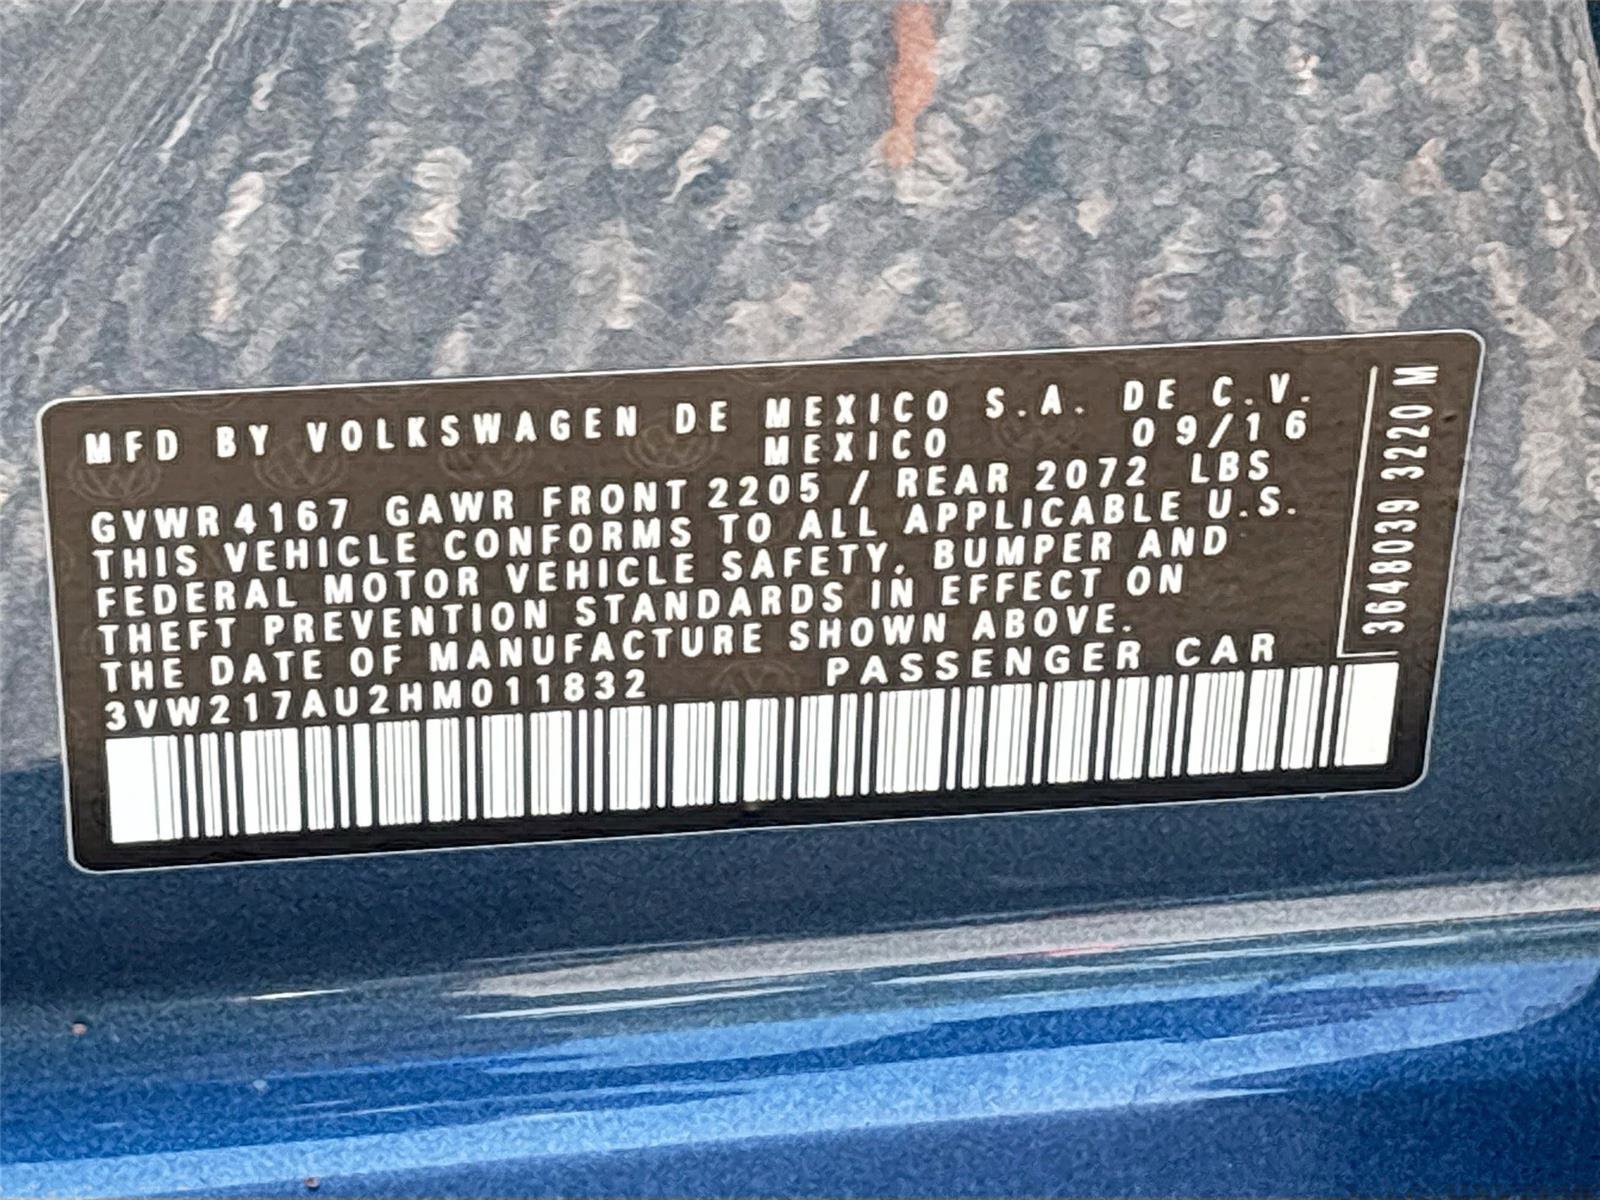 MFD BY VOLKSWAGEN DE MEXICO S.A. DE C.V.
MEXICO 09/16
GVWR 4167 GAWR FRONT 2205 / REAR 2072 LBS
THIS VEHICLE CONFORMS TO ALL APPLICABLE U.S.
FEDERAL MOTOR VEHICLE SAFETY, BUMPER AND
THEFT PREVENTION STANDARDS IN EFFECT ON
THE DATE OF MANUFACTURE SHOWN ABOVE.
3VW217AU2HM011832 PASSENGER CAR
3648039 3220 M